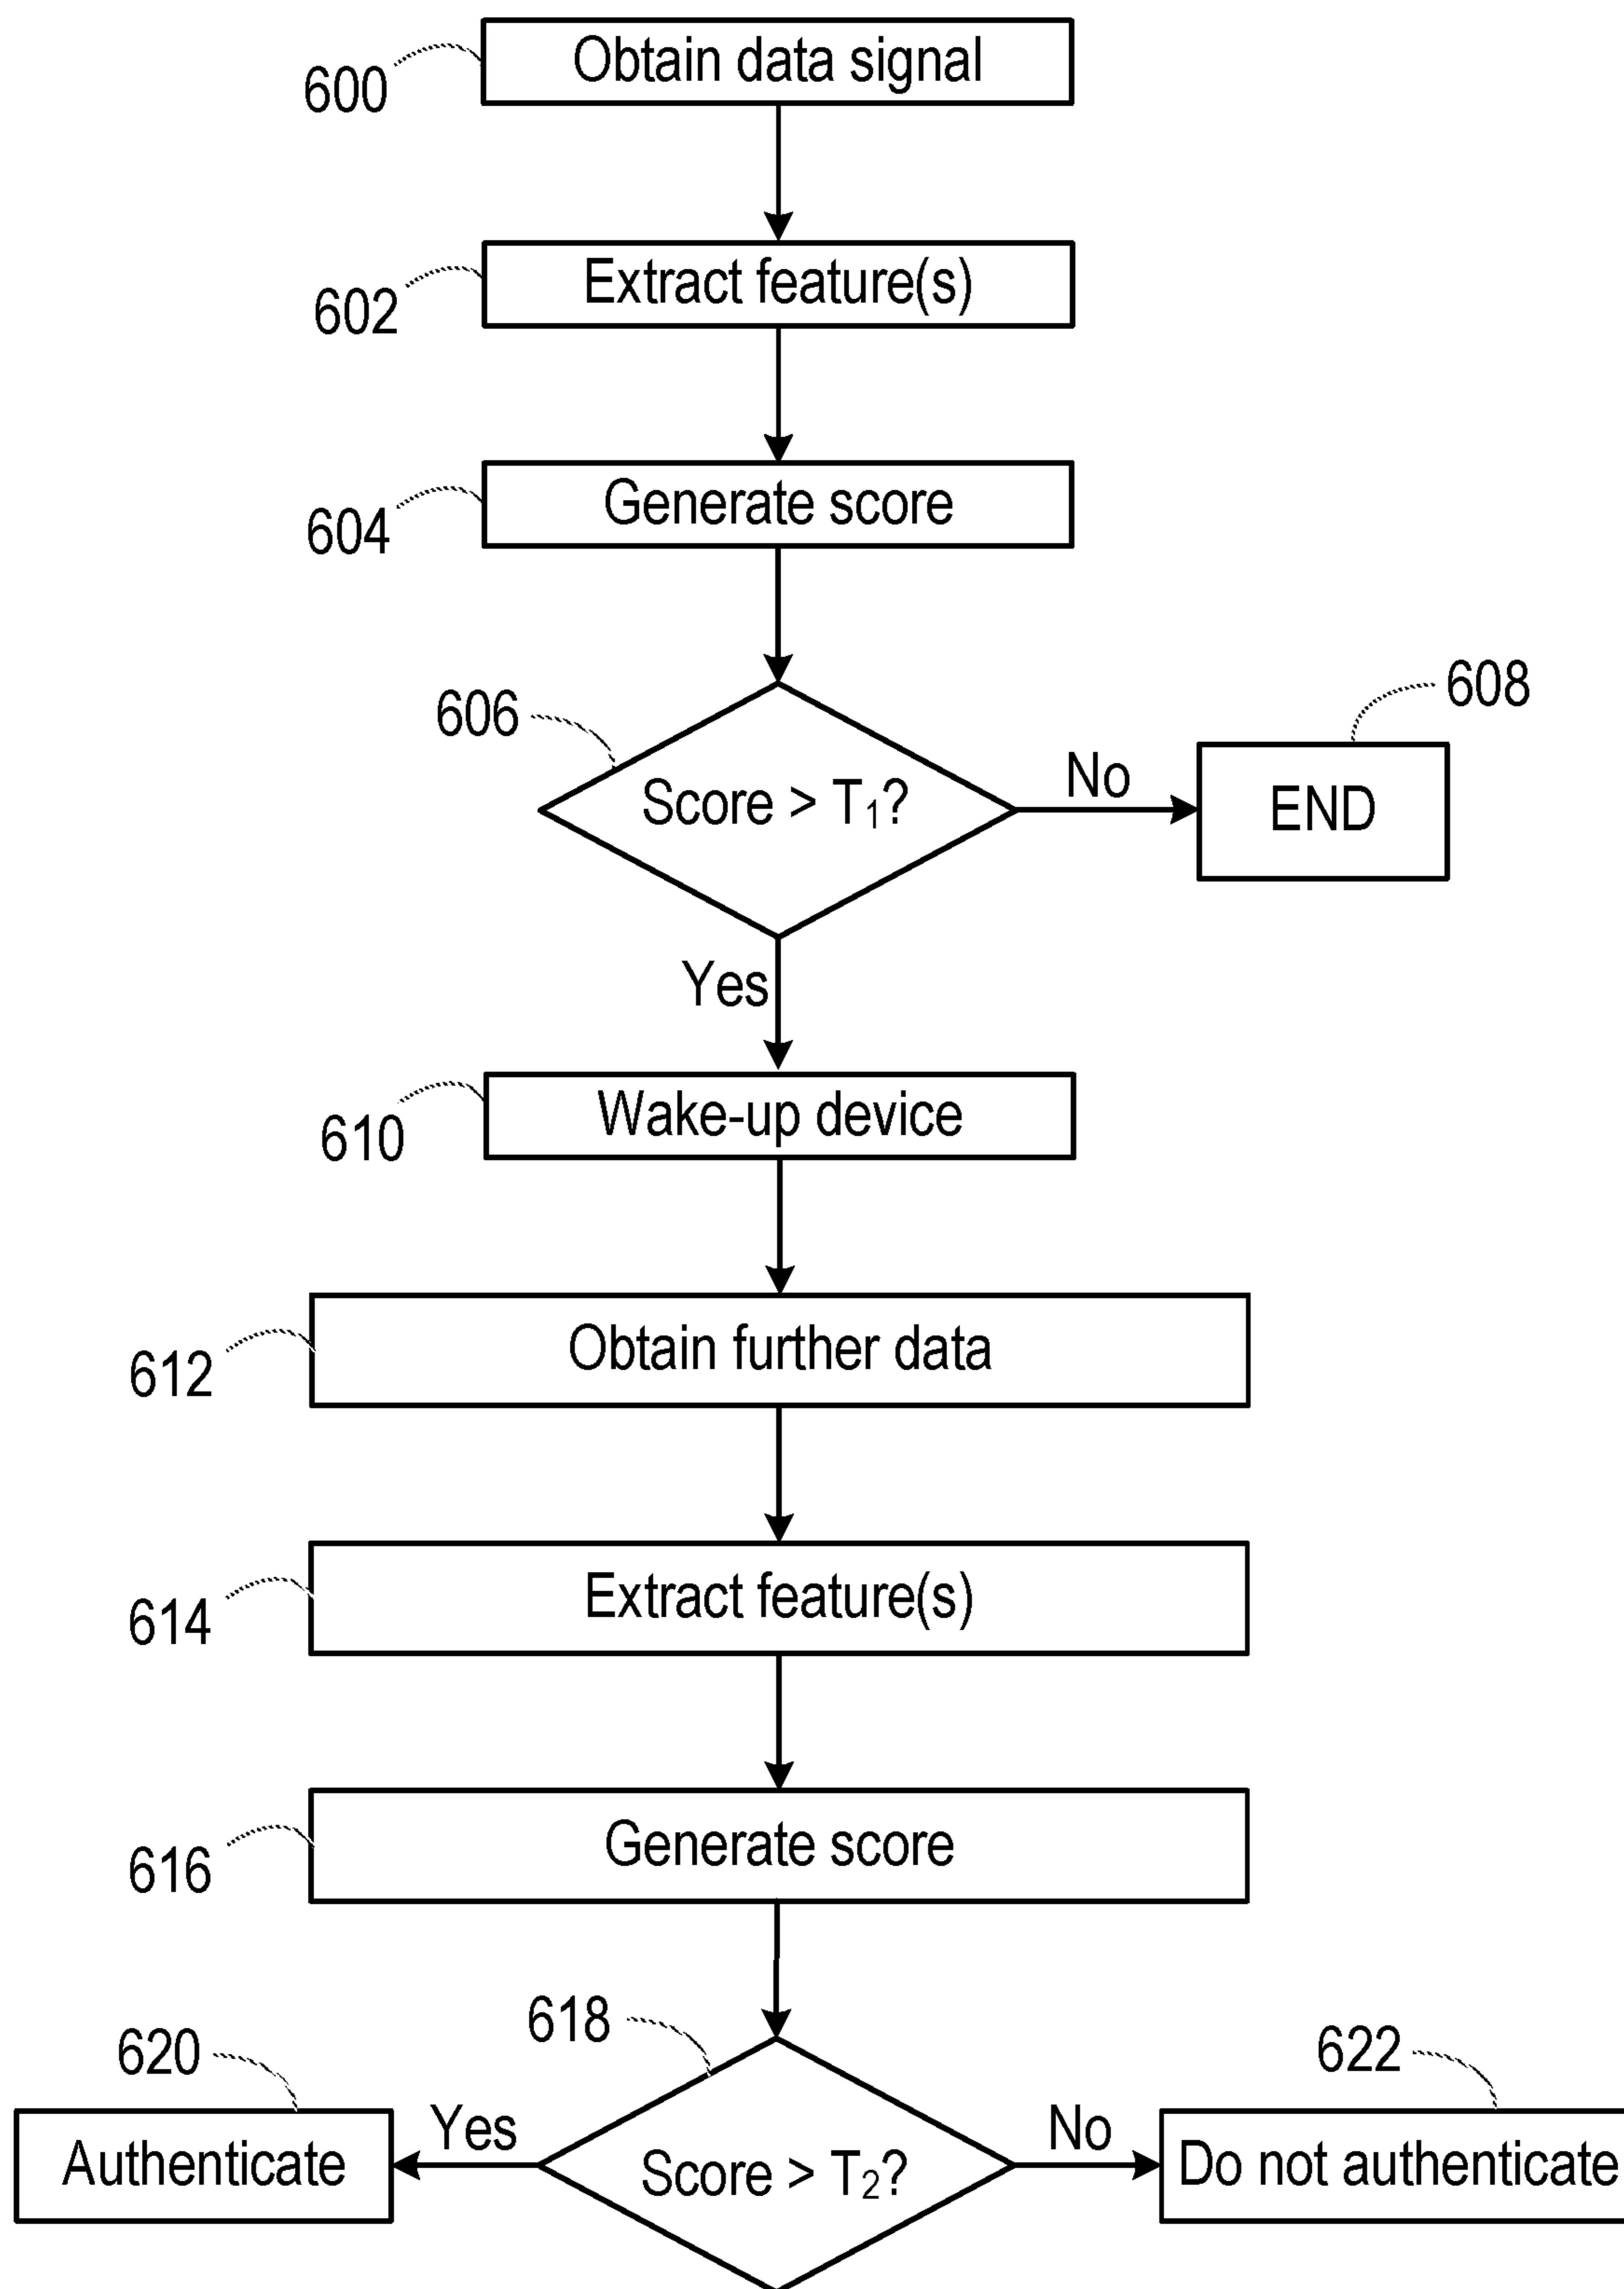 Obtain data signal
600
Extract feature(s)
602
Generate score
604
606
608
Score > T₁?
No
END
Yes
Wake-up device
610
Obtain further data
612
Extract feature(s)
614
Generate score
616
618
620
622
Authenticate
Yes
Score > T₂?
No
Do not authenticate